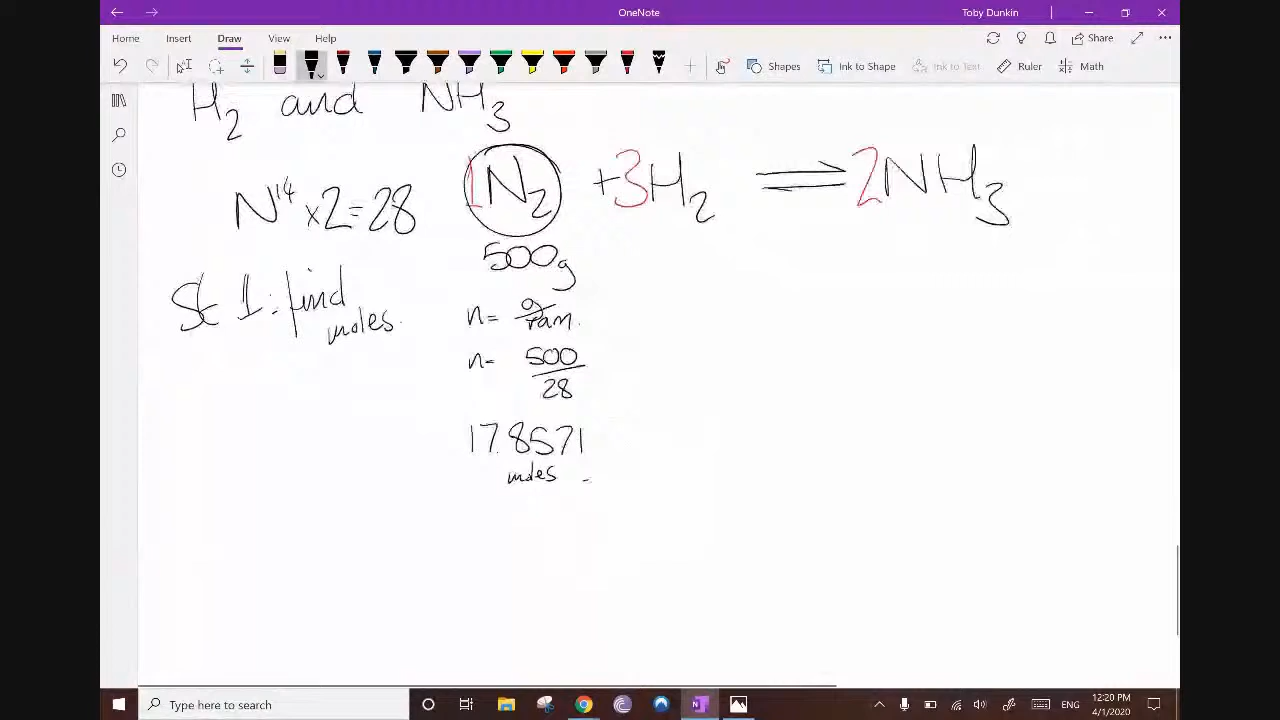 OneNote
Toby Dunkin
Home Insert Draw View Help
Share
Shapes Ink to Shape Ink to Text Ruler Math
H2 and NH3
N14 x2=28 1N2 +3H2 ⇌ 2NH3
500g
St 1: find
moles.
n= g/ram.
n= 500/28
17.8571
moles
Type here to search
ENG
12:20 PM
4/1/2020